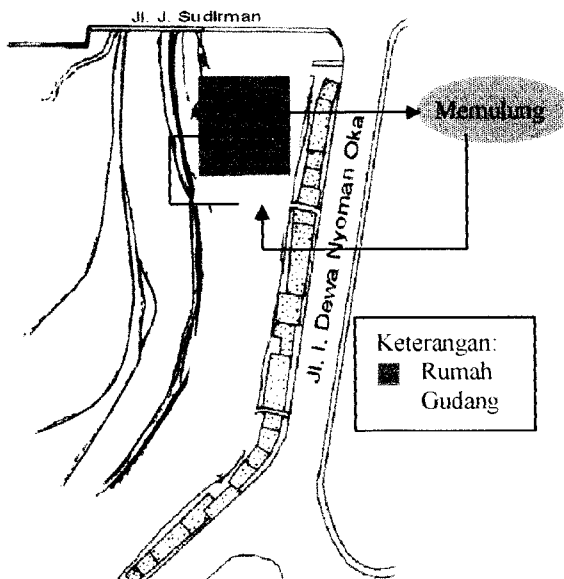 Jl. J. Sudirman
Memulung
Jl. I. Dewa Nyoman Oka
Keterangan:
Rumah
Gudang